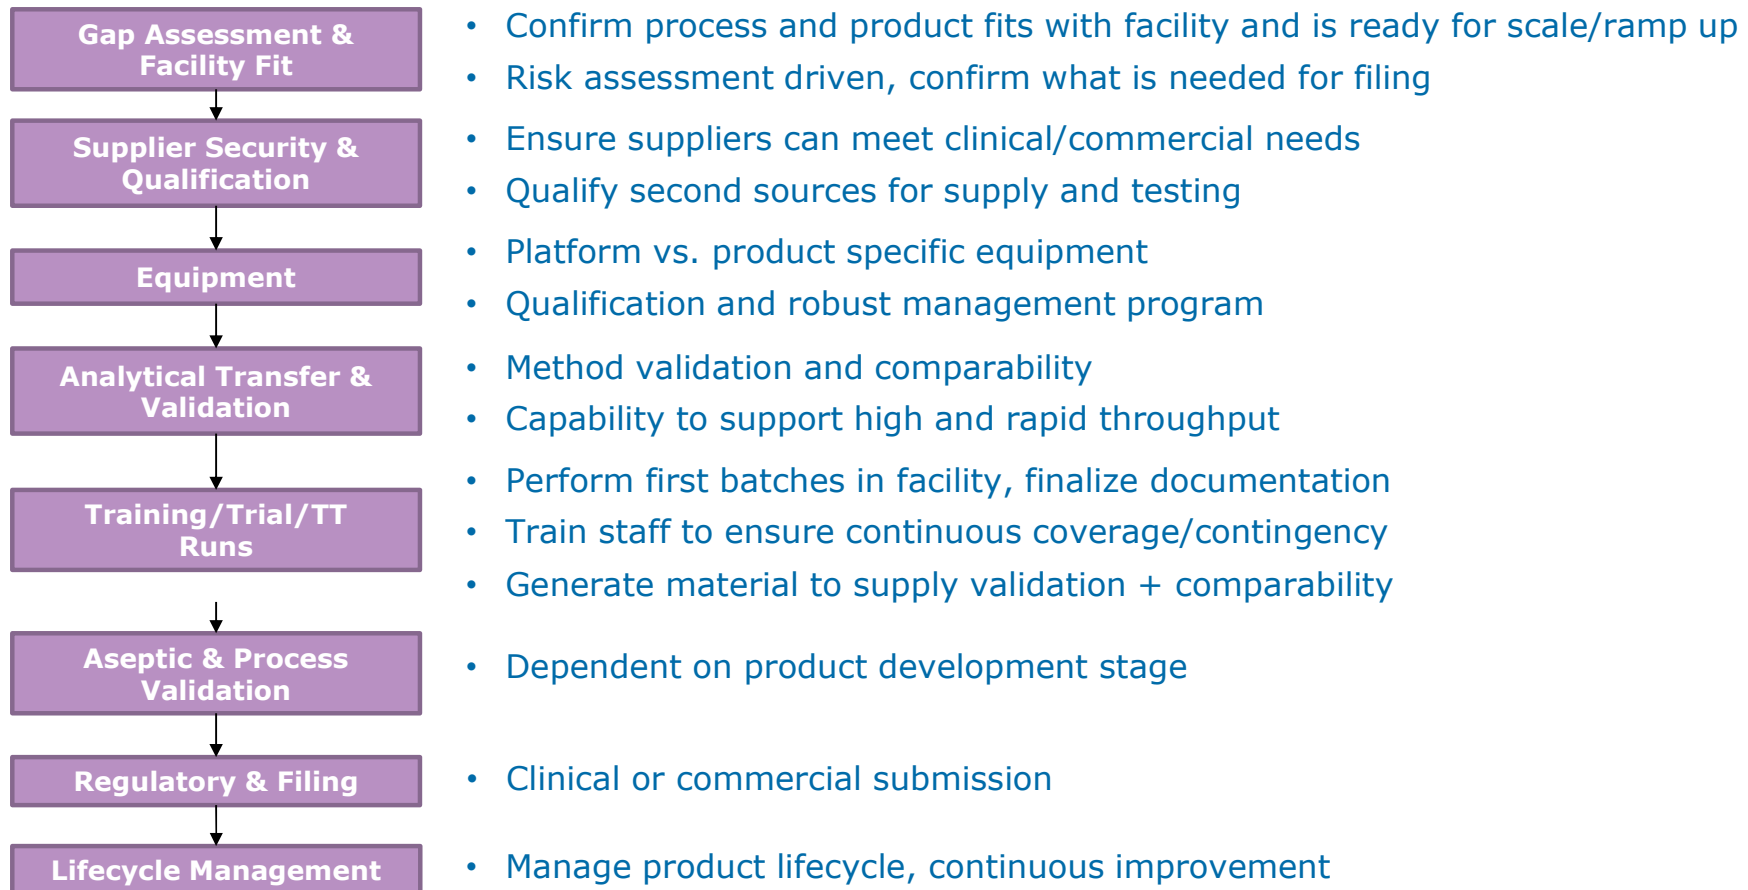 Gap Assessment &
Facility Fit
• Confirm process and product fits with facility and is ready for scale/ramp up
• Risk assessment driven, confirm what is needed for filing
Supplier Security &
Qualification
• Ensure suppliers can meet clinical/commercial needs
• Qualify second sources for supply and testing
Equipment
• Platform vs. product specific equipment
• Qualification and robust management program
Analytical Transfer &
Validation
• Method validation and comparability
• Capability to support high and rapid throughput
Training/Trial/TT
Runs
• Perform first batches in facility, finalize documentation
• Train staff to ensure continuous coverage/contingency
• Generate material to supply validation + comparability
Aseptic & Process
Validation
• Dependent on product development stage
Regulatory & Filing
• Clinical or commercial submission
Lifecycle Management
• Manage product lifecycle, continuous improvement